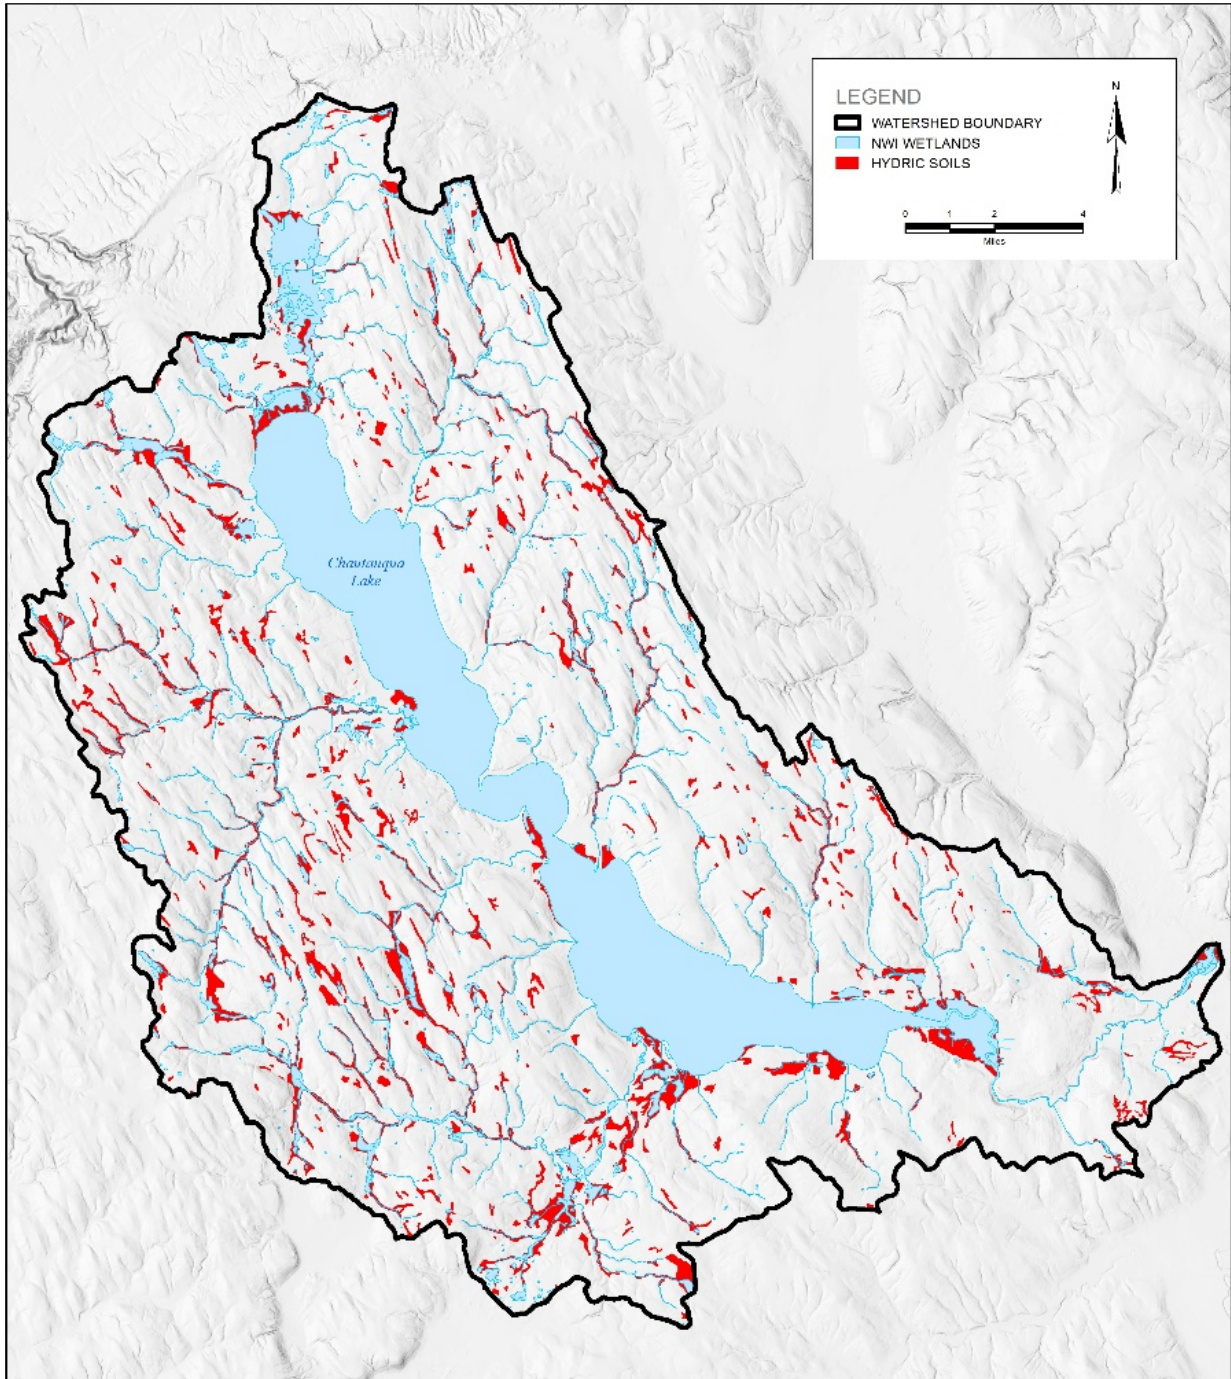 LEGEND
N
WATERSHED BOUNDARY
NWI WETLANDS
HYDRIC SOILS
0 1 2 4
Miles
Chautauqua
Lake